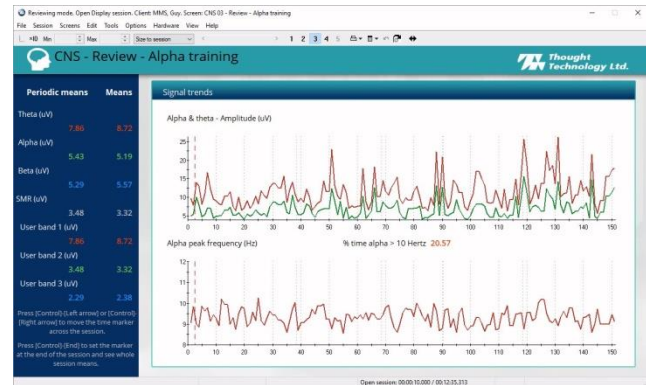 Reviewing mode. Open Display session. Client: MMS, Guy. Screen: CNS 03 - Review - Alpha training
File Session Screens Edit Tools Options Hardware View Help
Min Max Size to session 1 2 3 4 5
CNS - Review - Alpha training
Thought
Technology Ltd.
Periodic means Means
Theta (uV)
7.86 8.72
Alpha (uV)
5.43 5.19
Beta (uV)
5.29 5.57
SMR (uV)
3.48 3.32
User band 1 (uV)
7.86 8.72
User band 2 (uV)
3.48 3.32
User band 3 (uV)
2.29 2.38
Press [Control]-[Left arrow] or [Control]-
[Right arrow] to move the time marker
across the session.
Press [Control]-[End] to set the marker
at the end of the session and see whole
session means.
Signal trends
Alpha & theta - Amplitude (uV)
25
20
15
10
5
0 10 20 30 40 50 60 70 80 90 100 110 120 130 140 150
Alpha peak frequency (Hz) % time alpha > 10 Hertz 20.57
12
11
10
9
8
0 10 20 30 40 50 60 70 80 90 100 110 120 130 140 150
Open session: 00:00:10.000 / 00:12:35.313